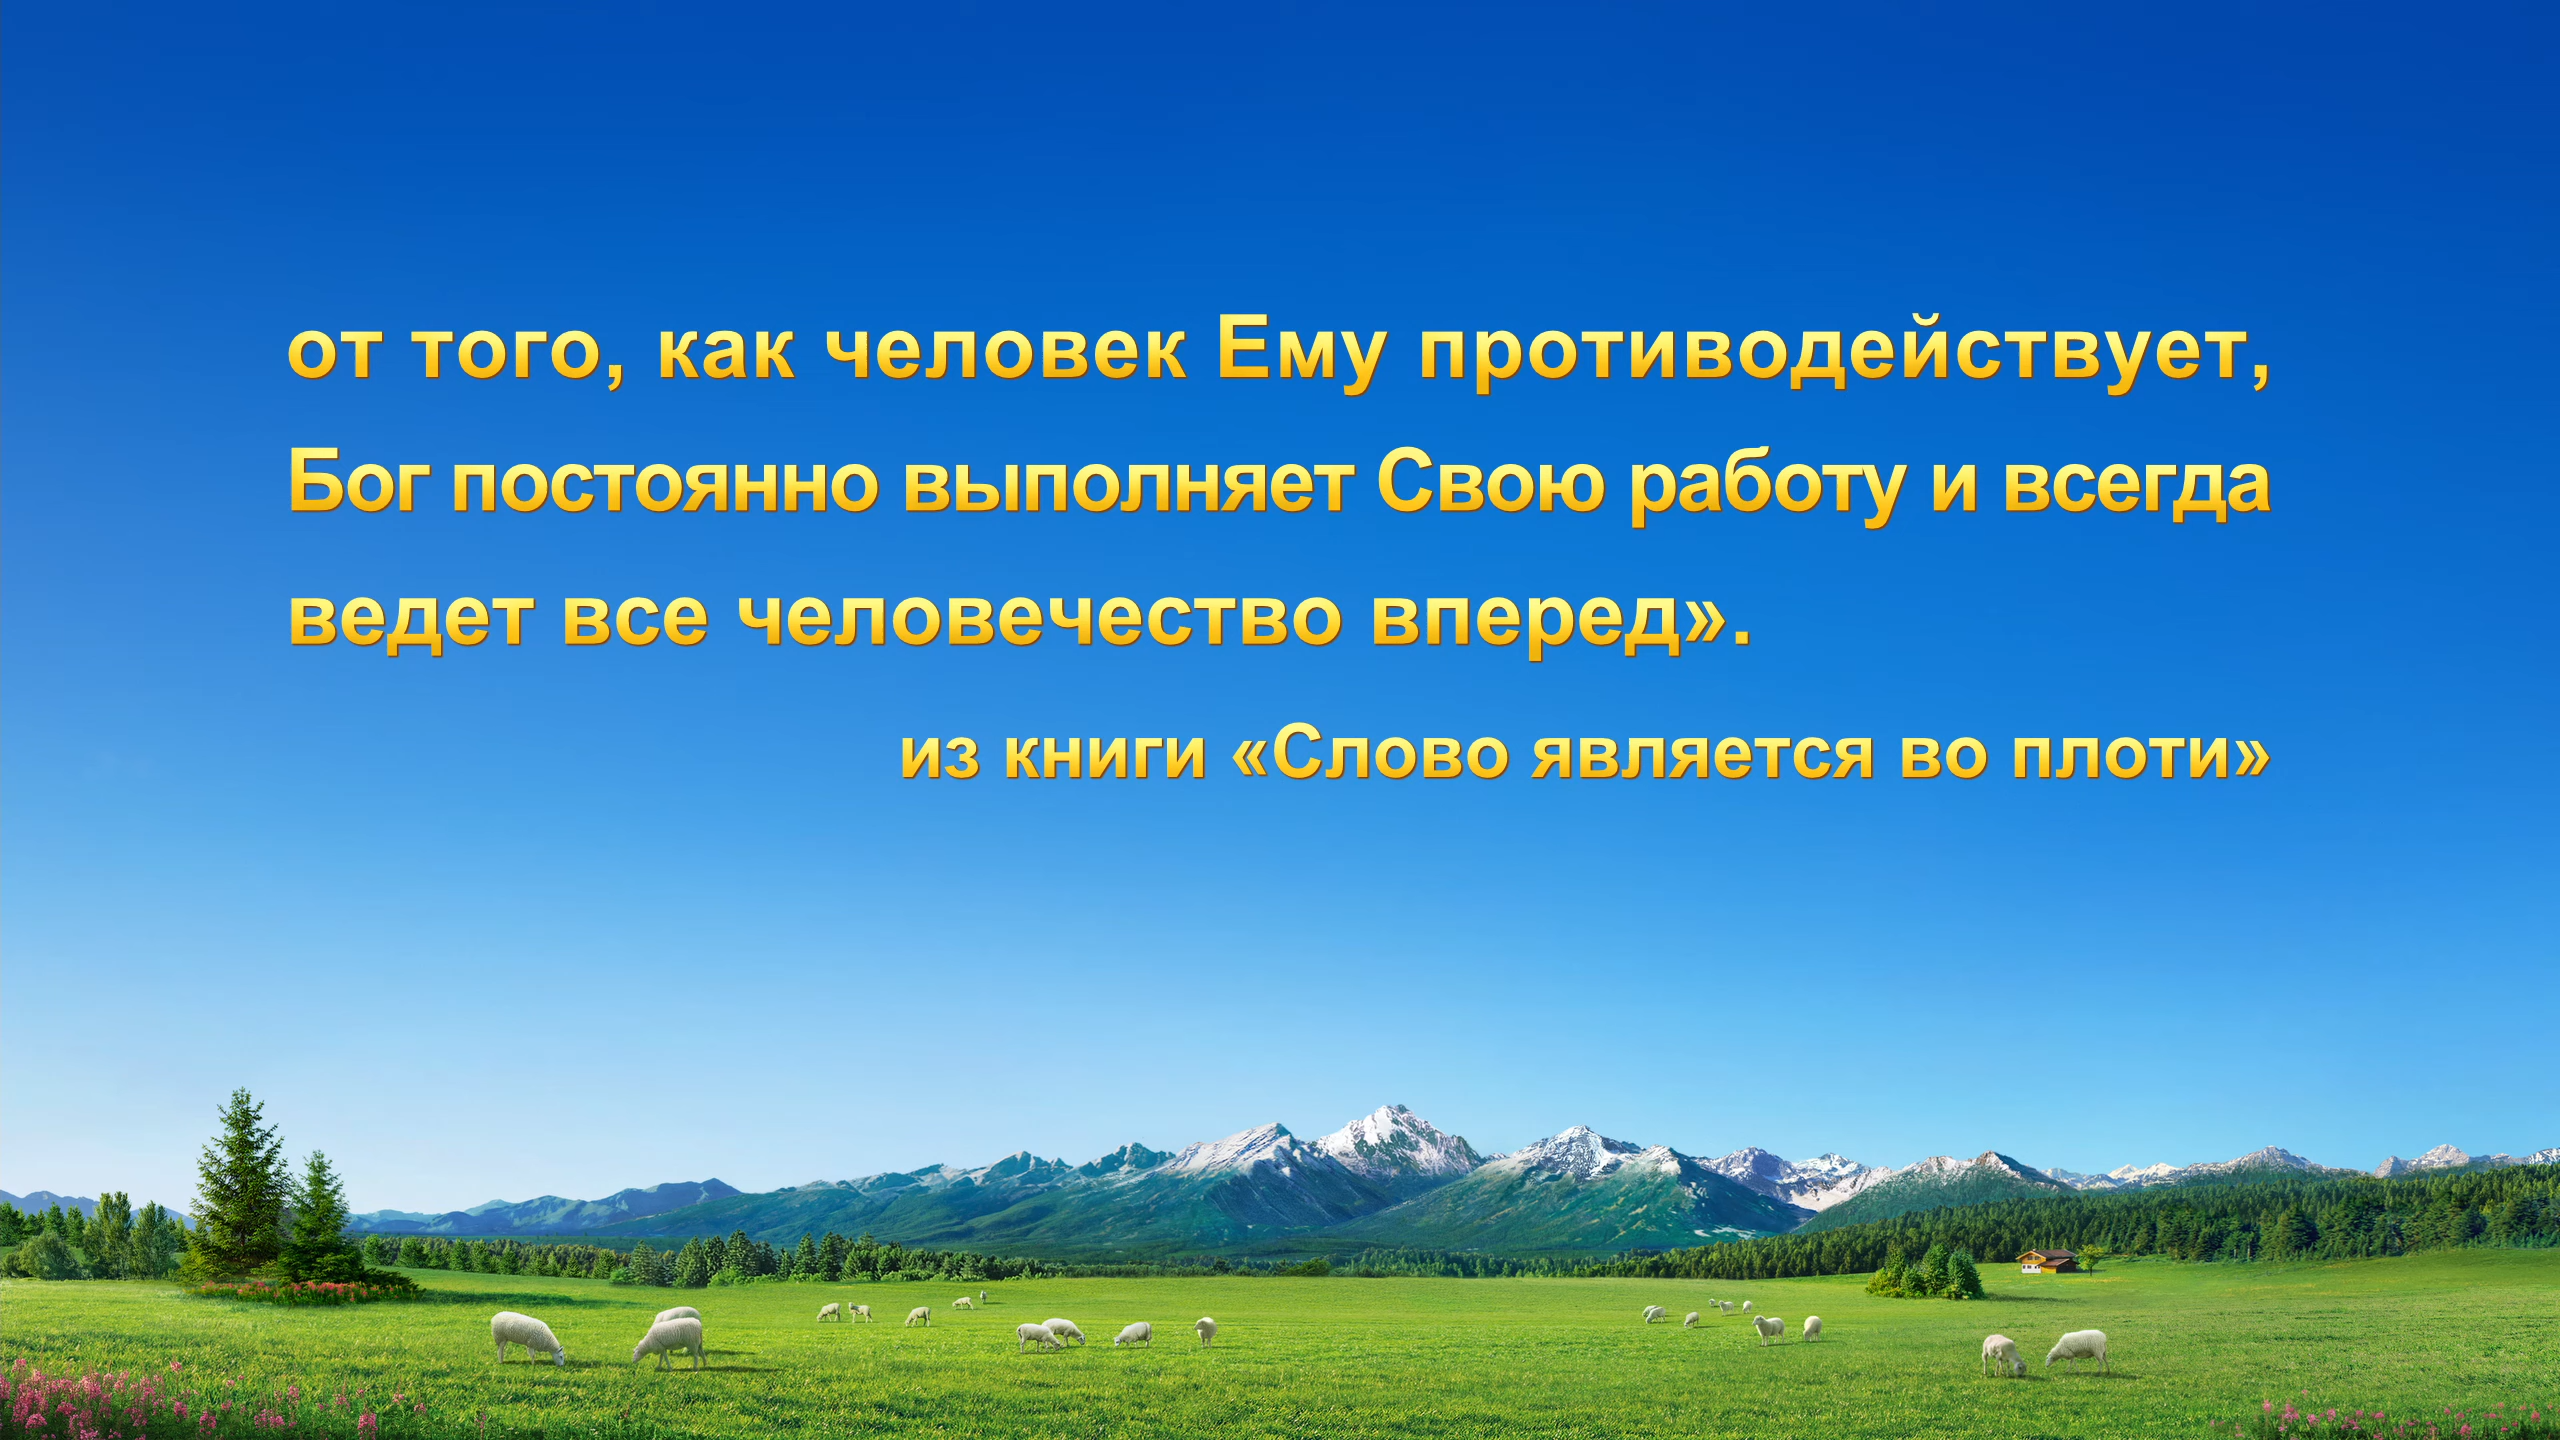 от того, как человек Ему противодействует,
Бог постоянно выполняет Свою работу и всегда
ведет все человечество вперед».
из книги «Слово является во плоти»